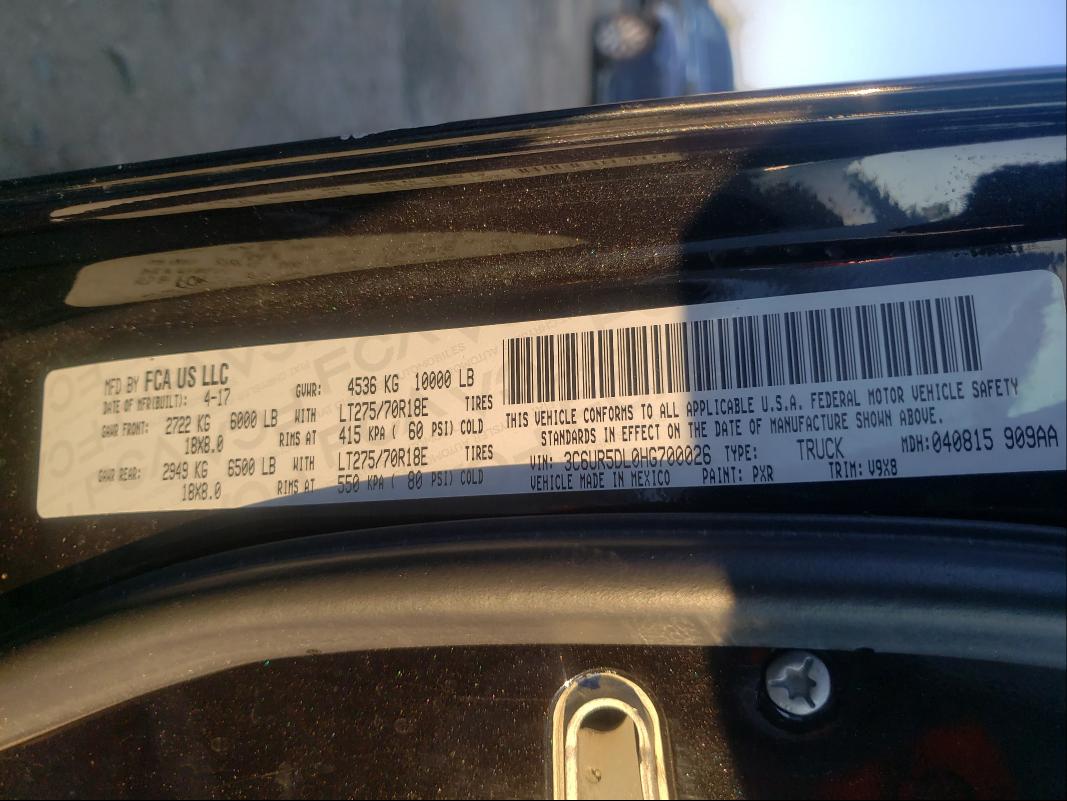 MFD BY FCA US LLC
DATE OF MFR(BUILT): 4-17 GVWR: 4536 KG 10000 LB
GAWR FRONT: 2722 KG 6000 LB WITH LT275/70R18E TIRES
18X8.0 RIMS AT 415 KPA ( 60 PSI) COLD
GAWR REAR: 2949 KG 6500 LB WITH LT275/70R18E TIRES
18X8.0 RIMS AT 550 KPA ( 80 PSI) COLD
THIS VEHICLE CONFORMS TO ALL APPLICABLE U.S.A. FEDERAL MOTOR VEHICLE SAFETY
STANDARDS IN EFFECT ON THE DATE OF MANUFACTURE SHOWN ABOVE.
VIN: 3C6UR5DL0HG700026 TYPE: TRUCK MDH:040815 909AA
VEHICLE MADE IN MEXICO PAINT: PXR TRIM: V9X8